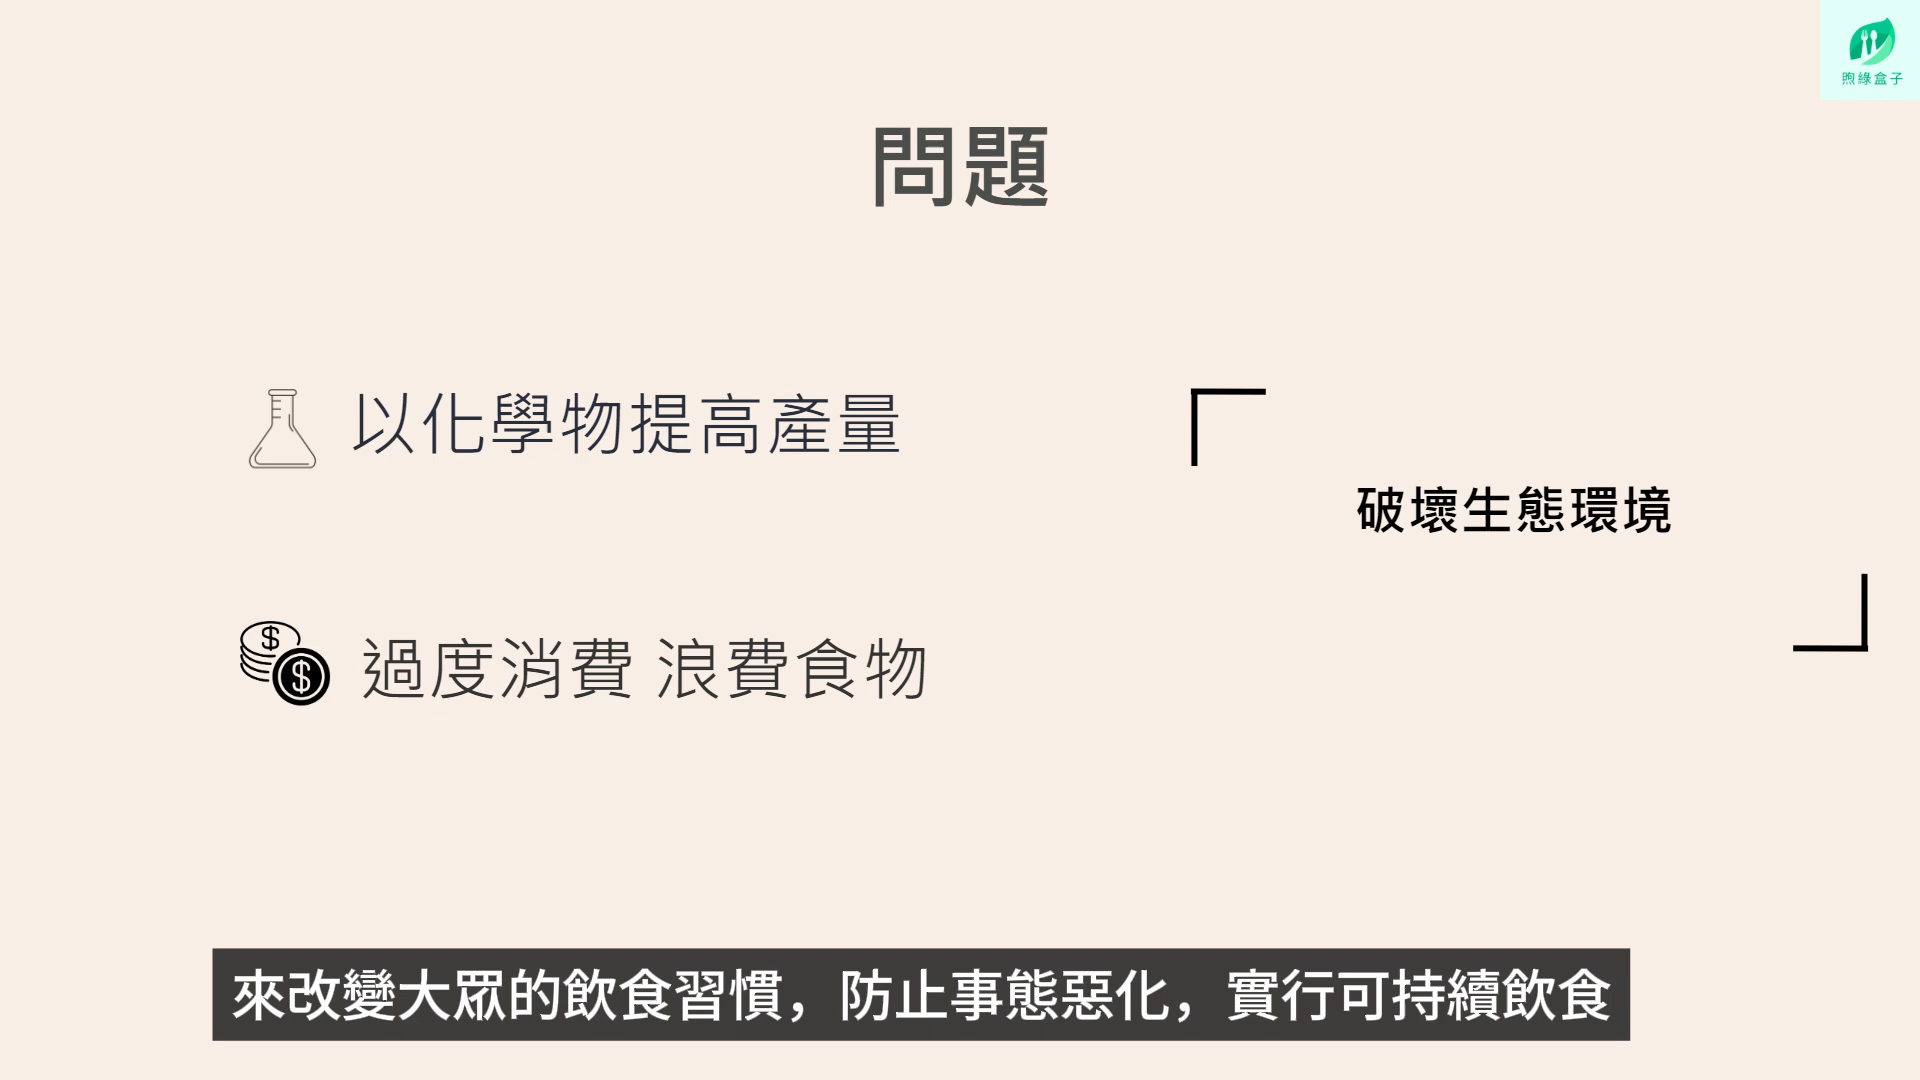 煦綠盒子
問題
以化學物提高產量
破壞生態環境
過度消費 浪費食物
來改變大眾的飲食習慣，防止事態惡化，實行可持續飲食